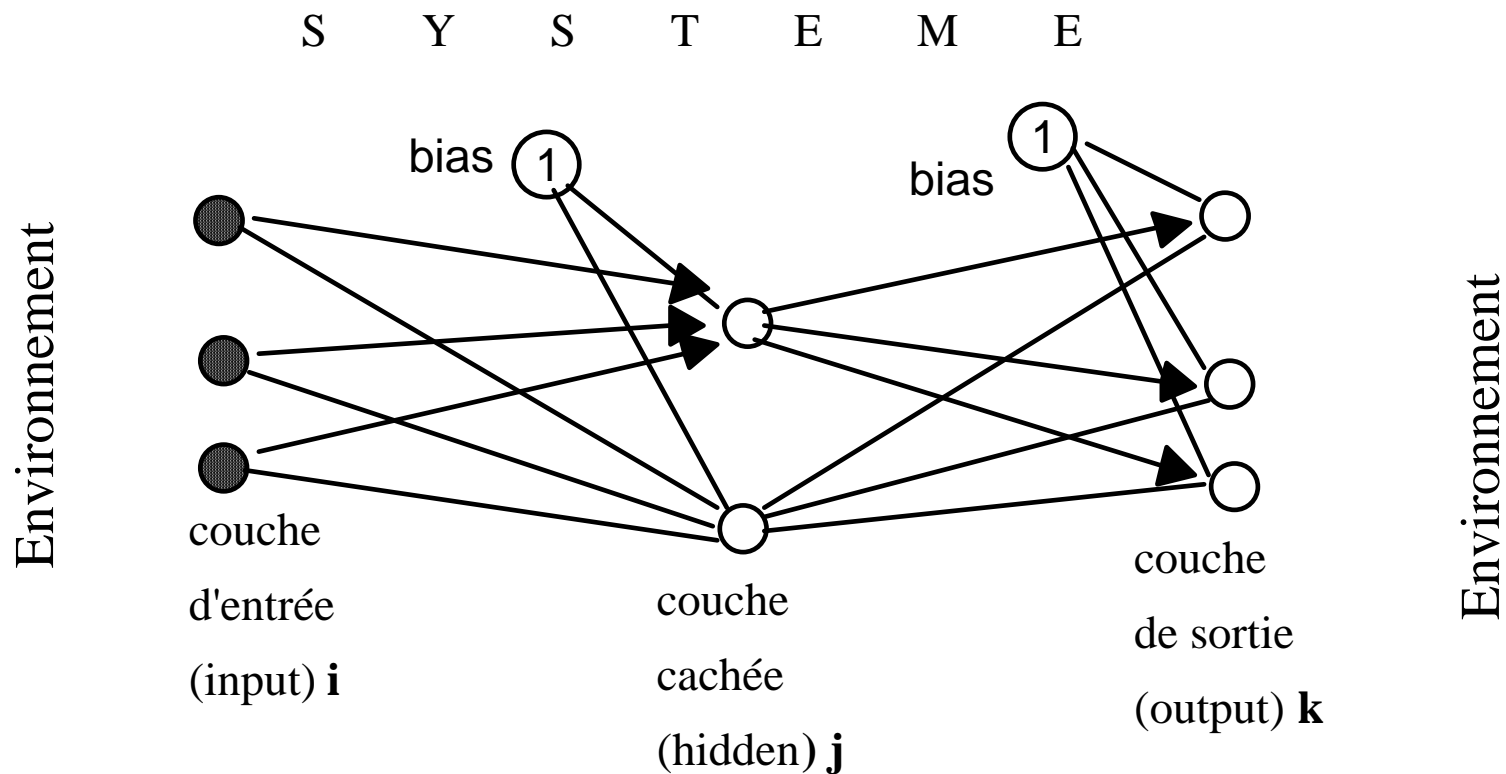 S Y S T E M E
Environnement
bias 1
bias 1
couche
d'entrée
(input) i
couche
cachée
(hidden) j
couche
de sortie
(output) k
Environnement